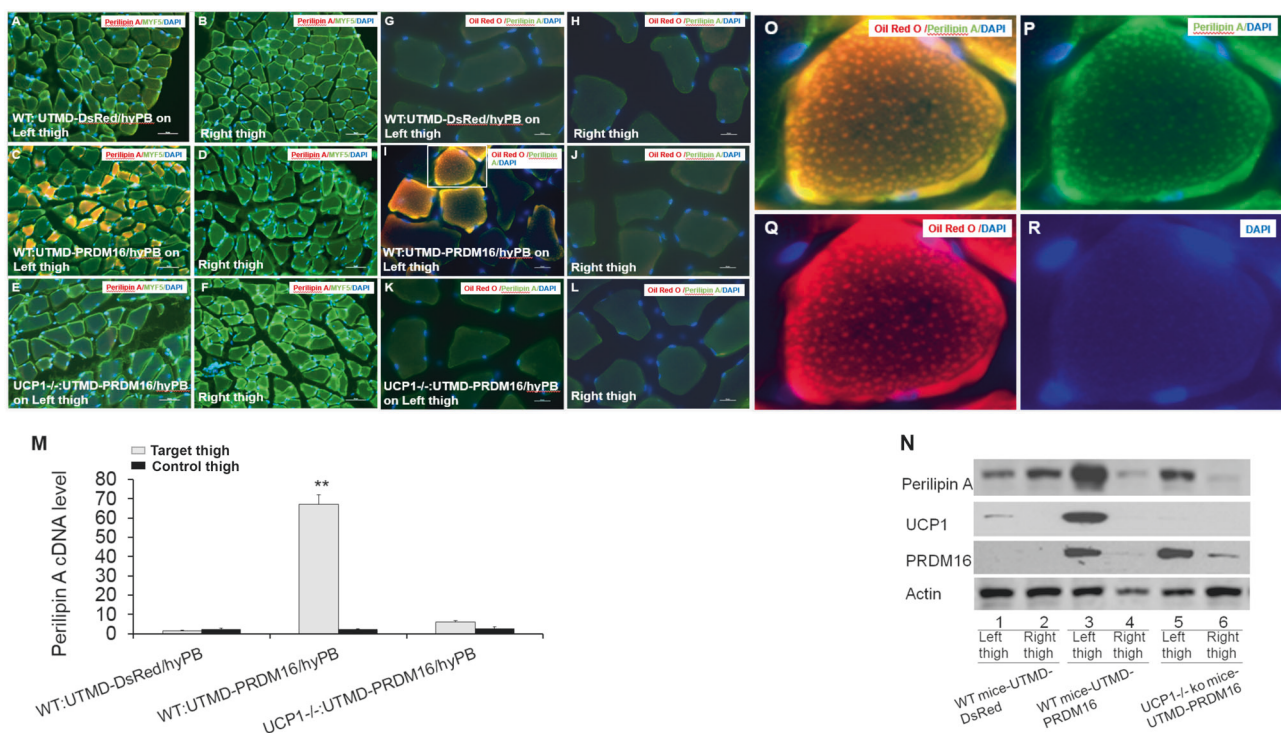 A
Perilipin A/MYF5/DAPI
WT: UTMD-DsRed/hyPB on
Left thigh
B
Perilipin A/MYF5/DAPI
Right thigh
G
Oil Red O /Perilipin A/DAPI
WT:UTMD-DsRed/hyPB on
Left thigh
H
Oil Red O /Perilipin A/DAPI
Right thigh
C
Perilipin A/MYF5/DAPI
WT:UTMD-PRDM16/hyPB on
Left thigh
D
Perilipin A/MYF5/DAPI
Right thigh
I
Oil Red O /Perilipin
A/DAPI
WT:UTMD-PRDM16/hyPB on
Left thigh
J
Oil Red O /Perilipin A/DAPI
Right thigh
E
Perilipin A/MYF5/DAPI
UCP1-/-:UTMD-PRDM16/hyPB
on Left thigh
F
Perilipin A/MYF5/DAPI
Right thigh
K
Oil Red O /Perilipin A/DAPI
UCP1-/-:UTMD-PRDM16/hyPB
on Left thigh
L
Oil Red O /Perilipin A/DAPI
Right thigh
O
Oil Red O /Perilipin A/DAPI
P
Perilipin A/DAPI
Q
Oil Red O /DAPI
R
DAPI
M
Target thigh
Control thigh
Perilipin A cDNA level
80
70
60
50
40
30
20
10
0
**
WT:UTMD-DsRed/hyPB
WT:UTMD-PRDM16/hyPB
UCP1-/-:UTMD-PRDM16/hyPB
N
Perilipin A
UCP1
PRDM16
Actin
1 2 3 4 5 6
Left Right Left Right Left Right
thigh thigh thigh thigh thigh thigh
WT mice-UTMD-
DsRed
WT mice-UTMD-
PRDM16
UCP1-/- ko mice-
UTMD-PRDM16